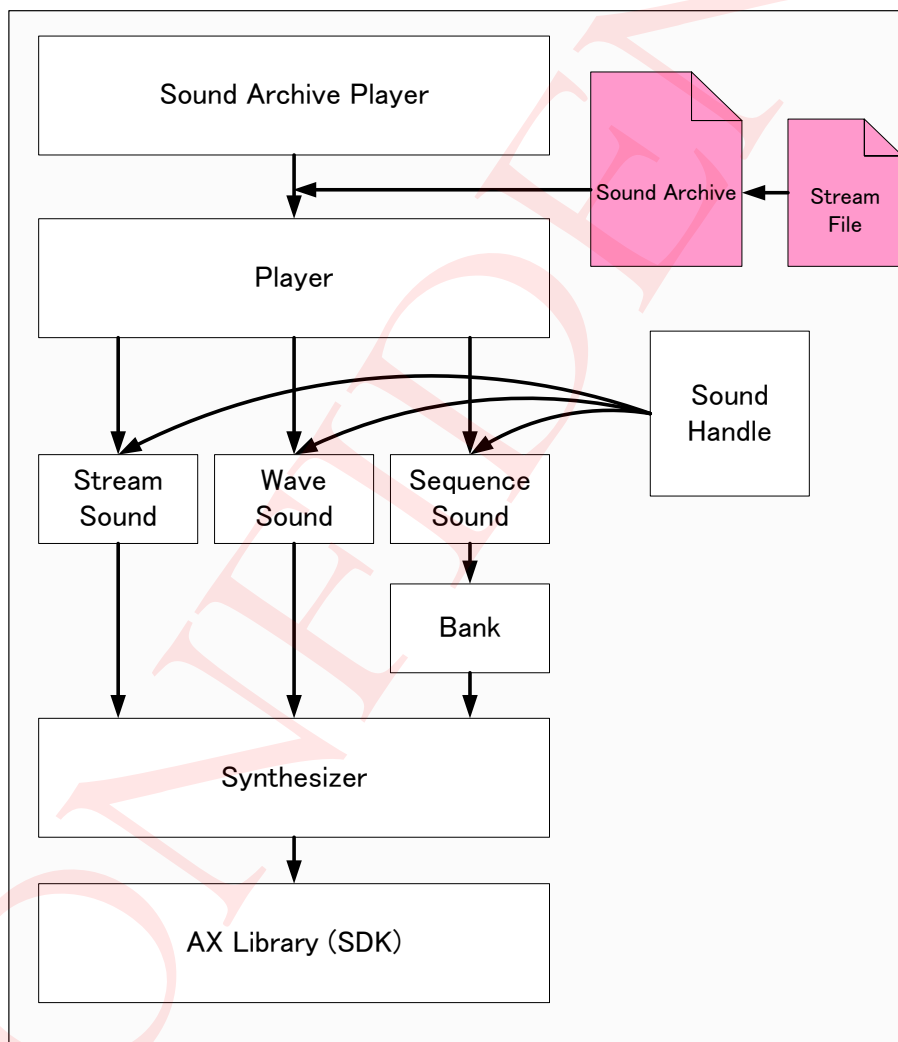 Sound Archive Player
Sound Archive
Stream
File
Player
Sound
Handle
Stream
Sound
Wave
Sound
Sequence
Sound
Bank
Synthesizer
AX Library (SDK)
ONFIDEN